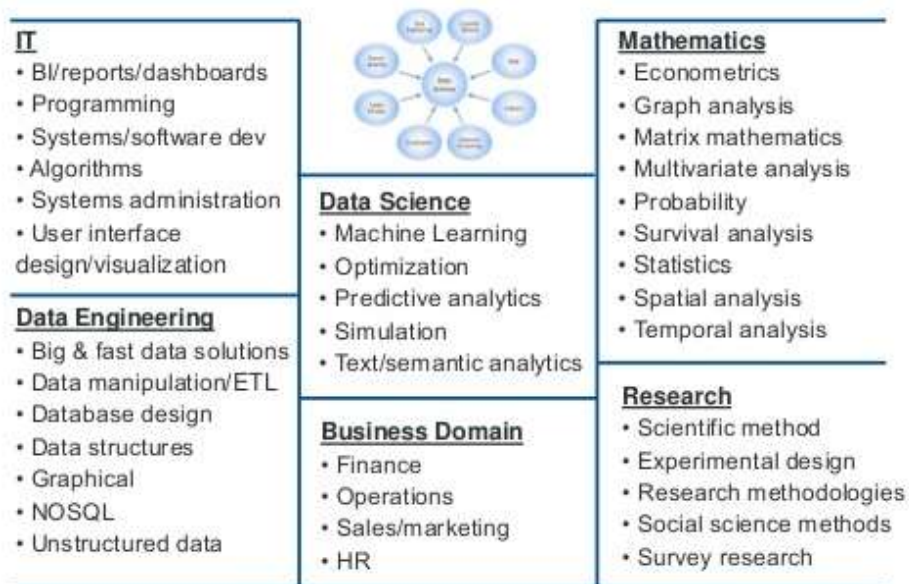 IT
• BI/reports/dashboards
• Programming
• Systems/software dev
• Algorithms
• Systems administration
• User interface
design/visualization
Data Engineering
• Big & fast data solutions
• Data manipulation/ETL
• Database design
• Data structures
• Graphical
• NOSQL
• Unstructured data
Data Science
• Machine Learning
• Optimization
• Predictive analytics
• Simulation
• Text/semantic analytics
Business Domain
• Finance
• Operations
• Sales/marketing
• HR
Mathematics
• Econometrics
• Graph analysis
• Matrix mathematics
• Multivariate analysis
• Probability
• Survival analysis
• Statistics
• Spatial analysis
• Temporal analysis
Research
• Scientific method
• Experimental design
• Research methodologies
• Social science methods
• Survey research